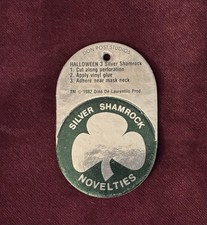 DON POST STUDIOS
HALLOWEEN 3 Silver Shamrock
1. Cut along perforation
2. Apply vinyl glue
3. Adhere near mask neck
TM © 1982 Dino De Laurentiis Prod.
SILVER SHAMROCK
NOVELTIES